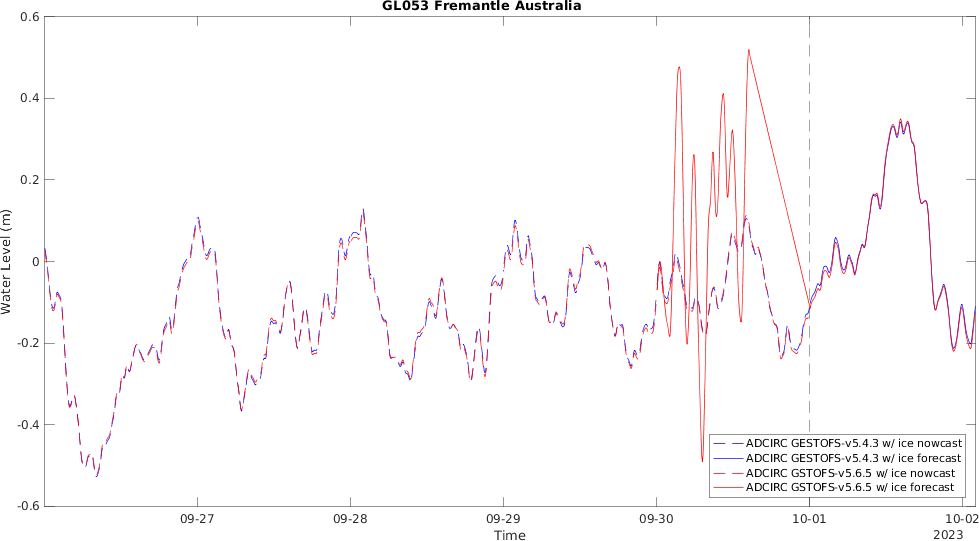 GL053 Fremantle Australia
0.6
0.4
0.2
0
-0.2
-0.4
-0.6
Water Level (m)
09-27
09-28
09-29
09-30
10-01
10-02
2023
Time
ADCIRC GESTOFS-v5.4.3 w/ ice nowcast
ADCIRC GESTOFS-v5.4.3 w/ ice forecast
ADCIRC GSTOFS-v5.6.5 w/ ice nowcast
ADCIRC GSTOFS-v5.6.5 w/ ice forecast